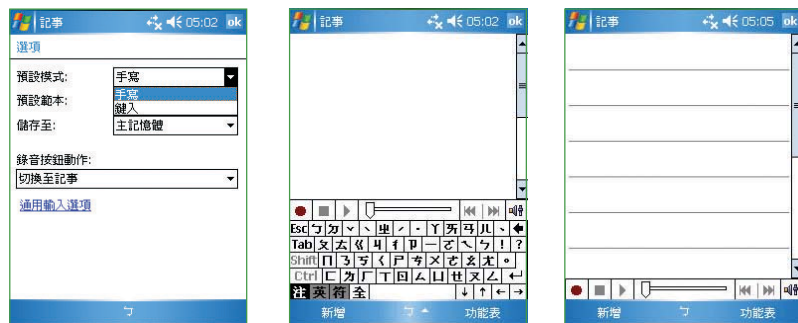 記事 05:02 ok
選項
預設模式: 手寫
手寫
鍵入
預設範本:
儲存至: 主記憶體
錄音按鈕動作:
切換至記事
通用輸入選項
ㄅ
記事 05:02 ok
Esc ㄅ ㄉ ˇ ˋ ㄓ ˊ ˙ ㄚ ㄞ ㄢ ㄦ
Tab ㄆ ㄊ ㄍ ㄐ ㄔ ㄗ ㄧ ㄛ ㄟ ㄣ ! ?
Shift ㄇ ㄋ ㄎ ㄑ ㄕ ㄘ ㄨ ㄜ ㄠ ㄤ 。
Ctrl ㄈ ㄌ ㄏ ㄒ ㄖ ㄙ ㄩ ㄝ ㄡ ㄥ
注 英 符 全 ↓ ↑ ← →
新增 ㄅ 功能表
記事 05:05 ok
新增 ㄅ 功能表